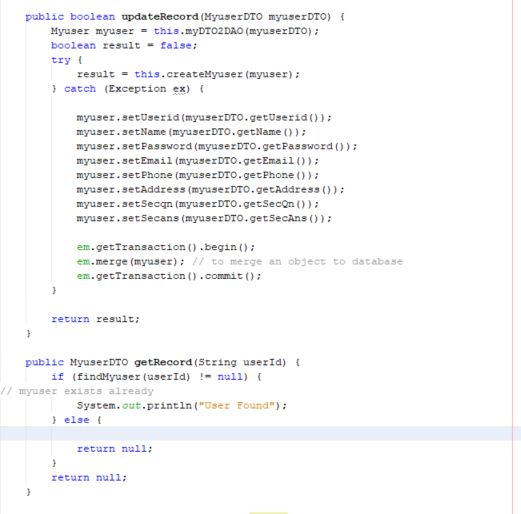 public boolean updateRecord(MyuserDTO myuserDTO) {
Myuser myuser = this.myDTO2DAO(myuserDTO);
boolean result = false;
try {
result = this.createMyuser(myuser);
} catch (Exception ex) {
myuser.setUserid(myuserDTO.getUserid());
myuser.setName(myuserDTO.getName());
myuser.setPassword(myuserDTO.getPassword());
myuser.setEmail(myuserDTO.getEmail());
myuser.setPhone(myuserDTO.getPhone());
myuser.setAddress(myuserDTO.getAddress());
myuser.setSecqn(myuserDTO.getSecQn());
myuser.setSecans(myuserDTO.getSecAns());
em.getTransaction().begin();
em.merge(myuser); // to merge an object to database
em.getTransaction().commit();
}
return result;
}
public MyuserDTO getRecord(String userId) {
if (findMyuser(userId) != null) {
// myuser exists already
System.out.println("User Found");
} else {
return null;
}
return null;
}